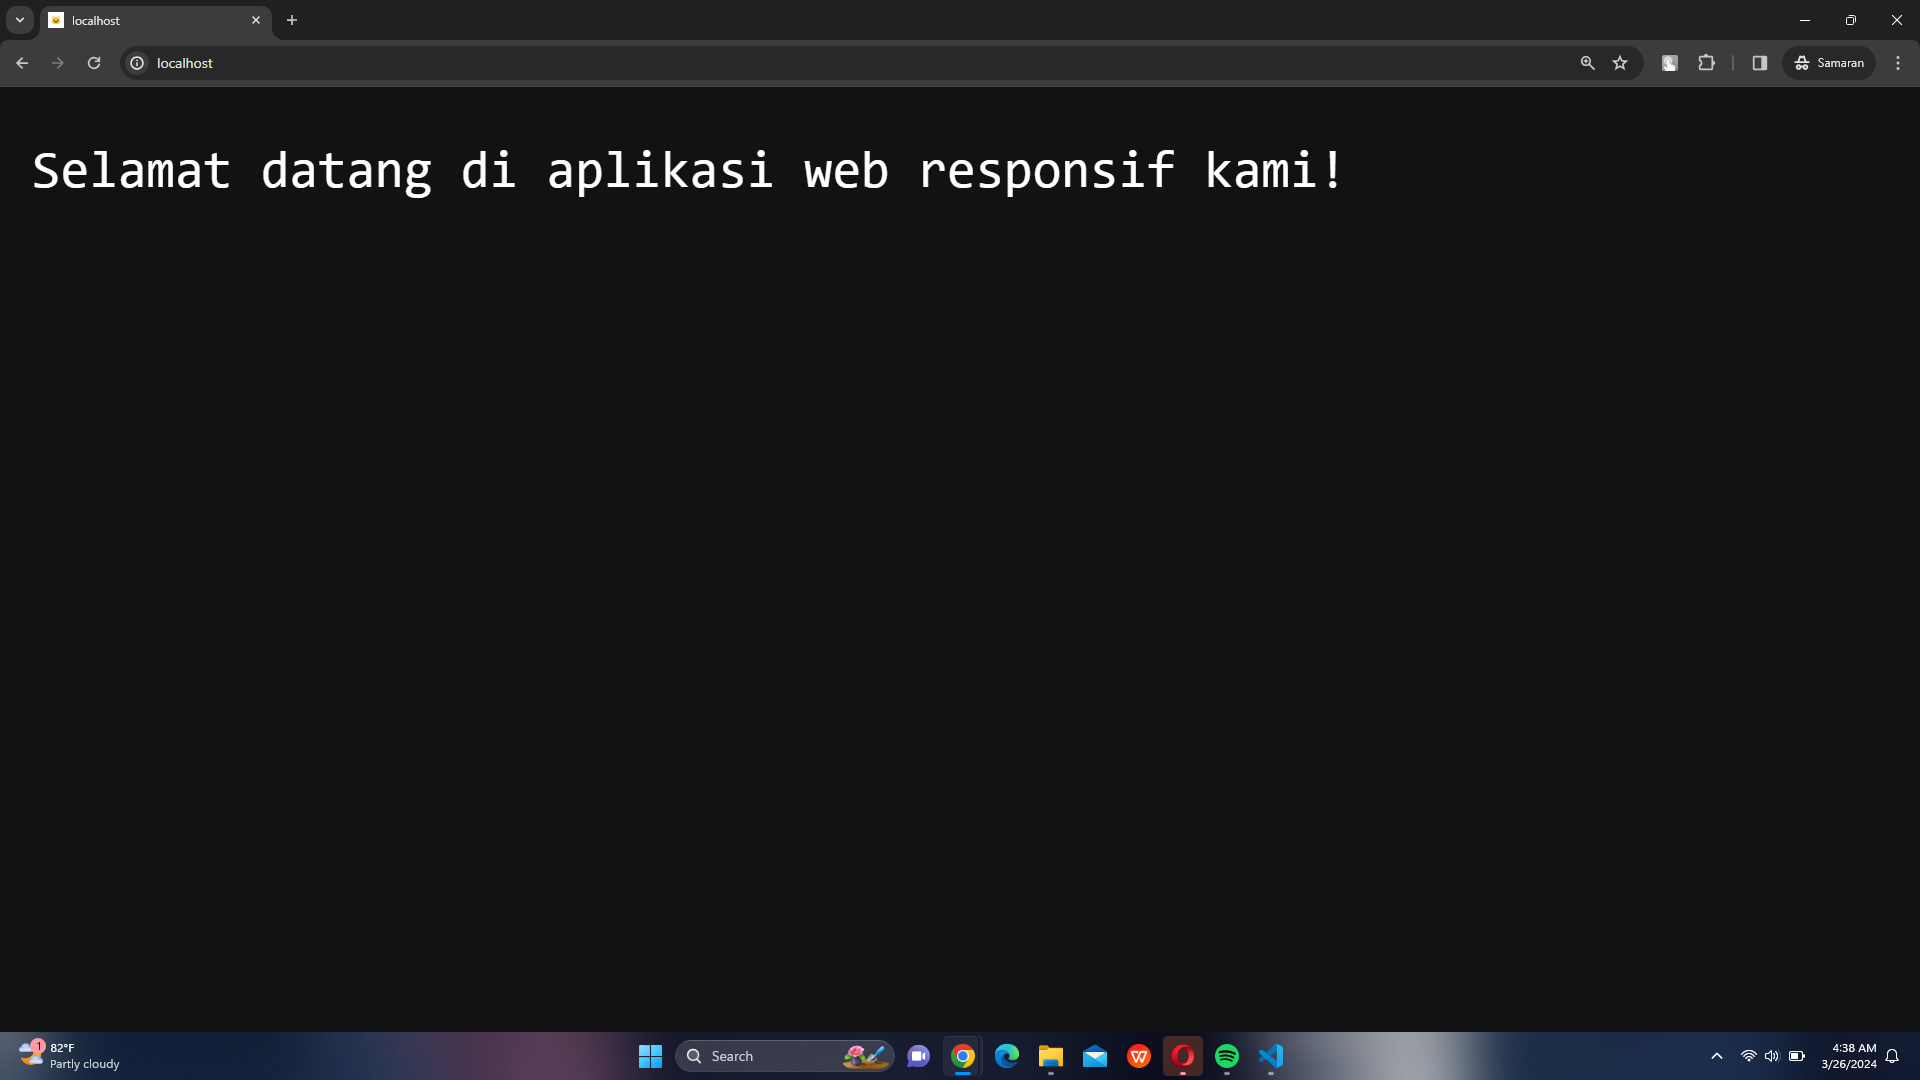 localhost
localhost
Samaran
Selamat datang di aplikasi web responsif kami!
1
82°F
Partly cloudy
Search
4:38 AM
3/26/2024